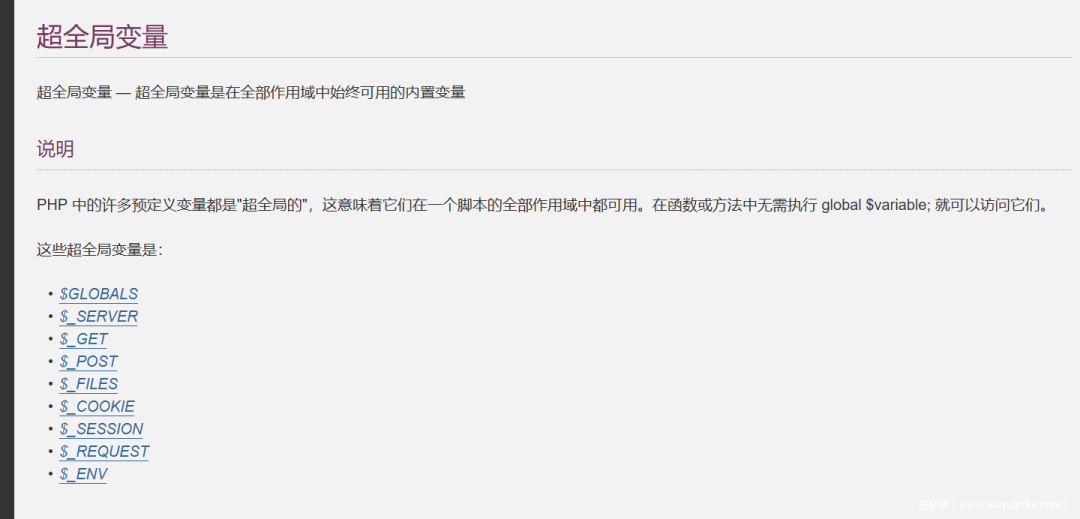 超全局变量
超全局变量 — 超全局变量是在全部作用域中始终可用的内置变量
说明
PHP 中的许多预定义变量都是"超全局的"，这意味着它们在一个脚本的全部作用域中都可用。在函数或方法中无需执行 global $variable; 就可以访问它们。
这些超全局变量是：
• $GLOBALS
• $_SERVER
• $_GET
• $_POST
• $_FILES
• $_COOKIE
• $_SESSION
• $_REQUEST
• $_ENV
安全客 ( www.anquanke.com )